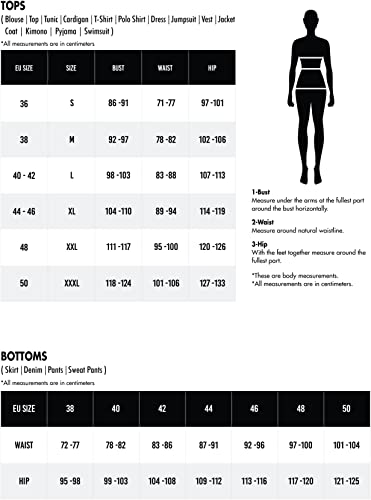 TOPS
( Blouse | Top | Tunic | Cardigan | T-Shirt | Polo Shirt | Dress | Jumpsuit | Vest | Jacket
Coat | Kimono | Pyjama | Swimsuit )
*All measurements are in centimeters
EU SIZE SIZE BUST WAIST HIP
36 S 86 -91 71-77 97 -101
38 M 92-97 78-82 102-106
40 - 42 L 98-103 83-88 107-113
44 - 46 XL 104-110 89-94 114-119
48 XXL 111-117 95-100 120-126
50 XXXL 118-124 101-106 127-133
1-Bust
Measure under the arms at the fullest part
around the bust horizontally.
2-Waist
Measure around natural waistline.
3-Hip
With the feet together measure around the
fullest part.
*These are body measurements.
*All measurements are in centimeters.
BOTTOMS
( Skirt | Denim | Pants | Sweat Pants )
*All measurements are in centimeters
EU SIZE 38 40 42 44 46 48 50
WAIST 72-77 78-82 83-86 87-91 92-96 97-100 101-104
HIP 95-98 99-103 104-108 109-112 113-116 117-120 121-125